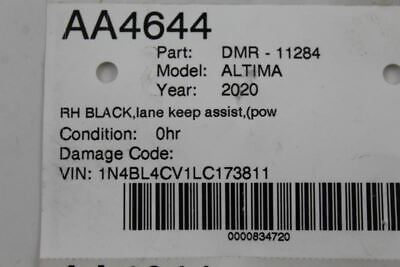 AA4644
Part: DMR - 11284
Model: ALTIMA
Year: 2020
RH BLACK,lane keep assist,(pow
Condition: 0hr
Damage Code:
VIN: 1N4BL4CV1LC173811
0000834720